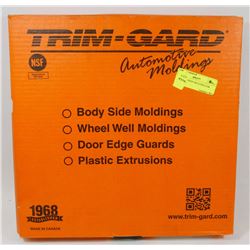 TRIM-GARD
Automotive
Moldings
NSF
Body Side Moldings
Wheel Well Moldings
Door Edge Guards
Plastic Extrusions
1968
MADE IN CANADA
www.trim-gard.com